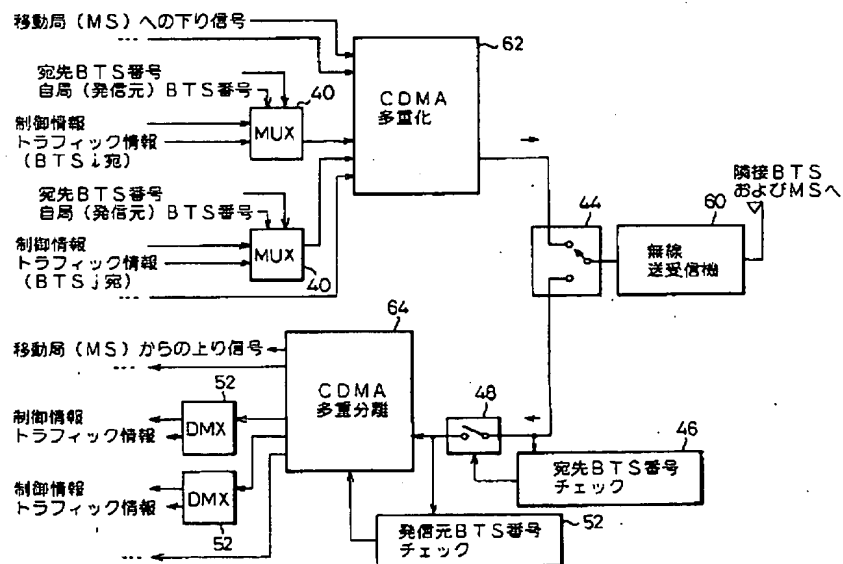 移動局(MS)への下り信号
...
宛先BTS番号
自局(発信元)BTS番号
40
制御情報
トラフィック情報
(BTSi宛)
MUX
宛先BTS番号
自局(発信元)BTS番号
制御情報
トラフィック情報
(BTSj宛)
MUX
40
...
62
CDMA
多重化
44
60
無線
送受信機
隣接BTS
およびMSへ
64
移動局(MS)からの上り信号
...
CDMA
多重分離
52
制御情報
トラフィック情報
DMX
制御情報
トラフィック情報
DMX
52
...
48
46
宛先BTS番号
チェック
発信元BTS番号
チェック
52